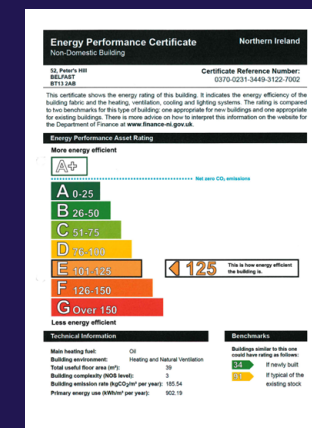 Energy Performance Certificate
Northern Ireland
Non-Domestic Building
52, Peter's Hill
BELFAST
BT13 2AB
Certificate Reference Number:
0370-0231-3449-3122-7002
This certificate shows the energy rating of this building. It indicates the energy efficiency of the
building fabric and the heating, ventilation, cooling and lighting systems. The rating is compared
to two benchmarks for this type of building: one appropriate for new buildings and one appropriate
for existing buildings. There is more advice on how to interpret this information on the website for
the Department of Finance at www.finance-ni.gov.uk.
Energy Performance Asset Rating
More energy efficient
A+
Net zero CO₂ emissions
A 0-25
B 26-50
C 51-75
D 76-100
E 101-125
125
This is how energy efficient
the building is.
F 126-150
G Over 150
Less energy efficient
Technical Information
Main heating fuel: Oil
Building environment: Heating and Natural Ventilation
Total useful floor area (m²): 39
Building complexity (NOS level): 3
Building emission rate (kgCO₂/m² per year): 185.54
Primary energy use (kWh/m² per year): 902.19
Benchmarks
Buildings similar to this one
could have rating as follows:
34 If newly built
91 If typical of the
existing stock